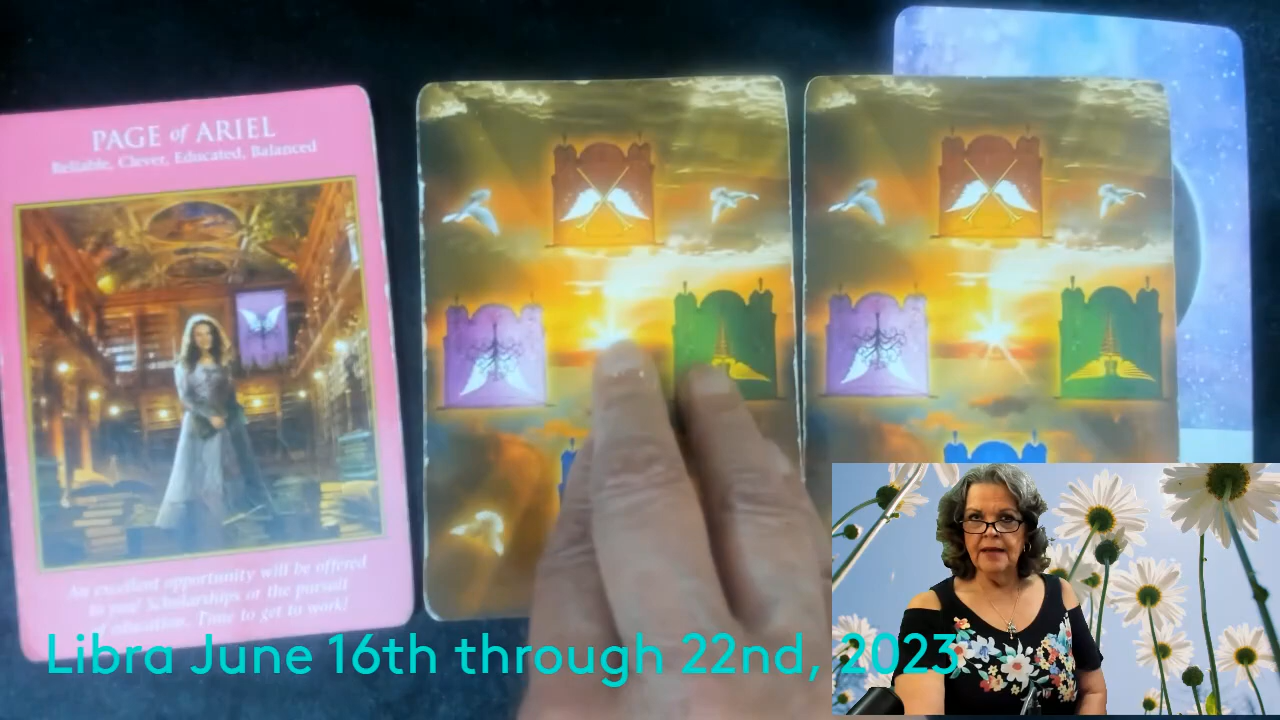 PAGE of ARIEL
Reliable, Clever, Educated, Balanced
An excellent opportunity will be offered
to you! Scholarships or the pursuit
of education. Time to get to work!
Libra June 16th through 22nd, 2023